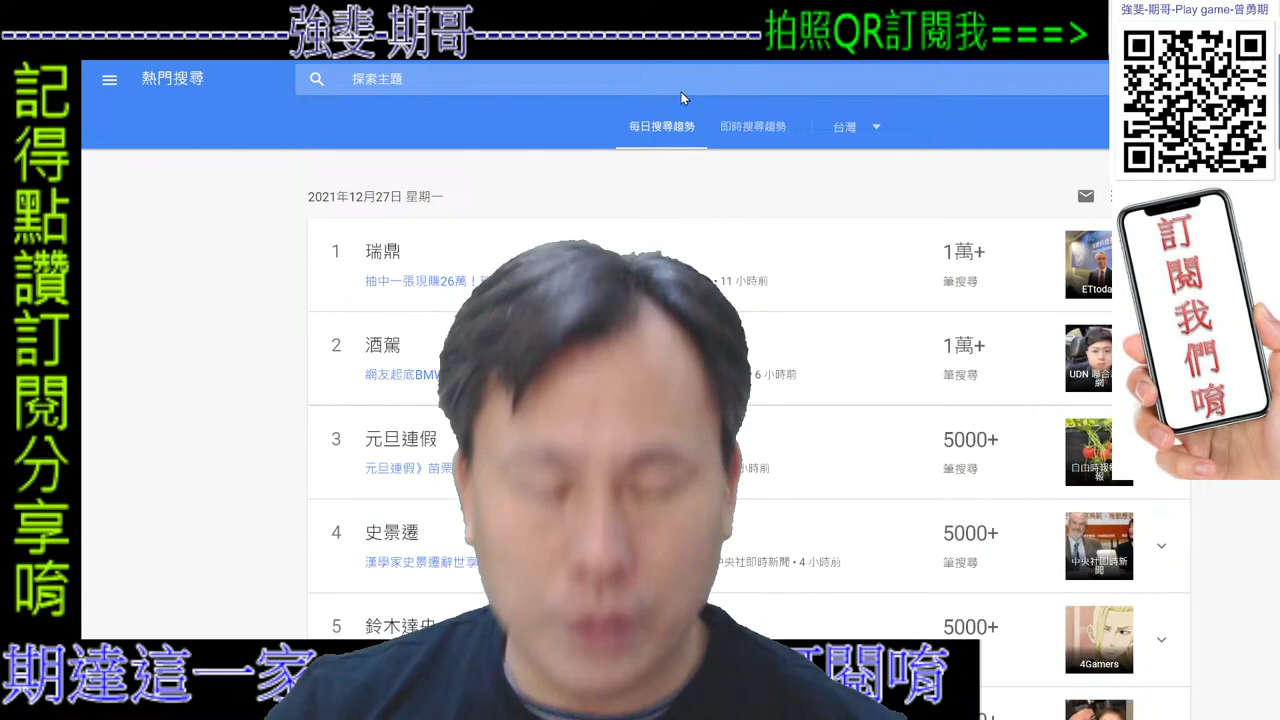 ---------------------強斐-期哥---------------------
拍照QR訂閱我===>
強斐-期哥-Play game-曾勇期
記得點讚訂閱分享唷
熱門搜尋
探索主題
每日搜尋趨勢
即時搜尋趨勢
台灣
2021年12月27日 星期一
1
瑞鼎
抽中一張現賺26萬!
• 11 小時前
1萬+
筆搜尋
ETtoda
2
酒駕
網友起底BM
6 小時前
1萬+
筆搜尋
UDN 聯合
網
3
元旦連假
元旦連假》苗栗
小時前
5000+
筆搜尋
自由時報
報
4
史景遷
漢學家史景遷辭世享
中央社即時新聞 • 4 小時前
5000+
筆搜尋
中央社即時新
聞
5
鈴木達央
5000+
4Gamers
訂閱我們唷
期達這一家
訂閱唷